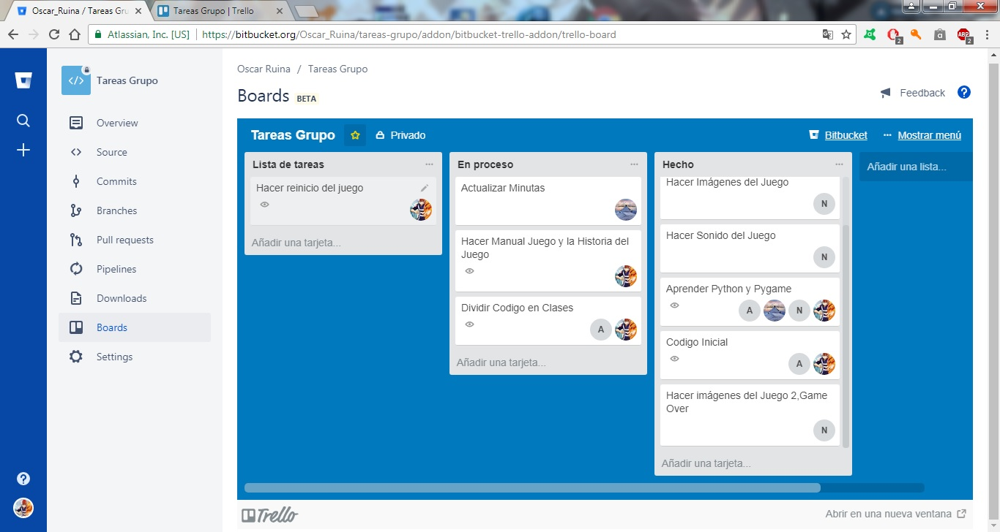 Oscar_Ruina / Tareas Gru
Tareas Grupo | Trello
Atlassian, Inc. [US]
https://bitbucket.org/Oscar_Ruina/tareas-grupo/addon/bitbucket-trello-addon/trello-board
2
ABP
2
Tareas Grupo
Overview
Source
Commits
Branches
Pull requests
Pipelines
Downloads
Boards
Settings
Oscar Ruina / Tareas Grupo
Boards BETA
Feedback
Tareas Grupo
Privado
Bitbucket
Mostrar menú
Lista de tareas
Hacer reinicio del juego
Añadir una tarjeta...
En proceso
Actualizar Minutas
Hacer Manual Juego y la Historia del
Juego
Dividir Codigo en Clases
A
Añadir una tarjeta...
Hecho
Hacer Imágenes del Juego
N
Hacer Sonido del Juego
N
Aprender Python y Pygame
A
N
Codigo Inicial
A
Hacer imágenes del Juego 2,Game
Over
N
Añadir una tarjeta...
Añadir una lista...
Trello
Abrir en una nueva ventana